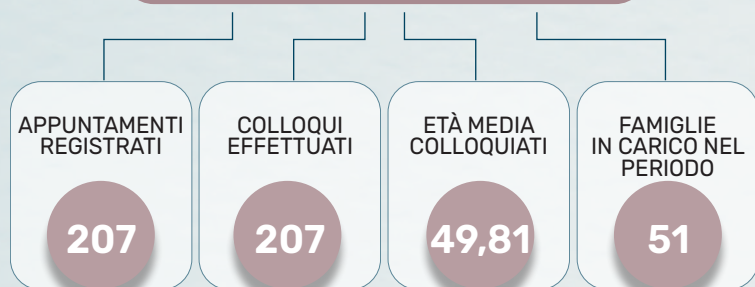 APPUNTAMENTI
REGISTRATI
207
COLLOQUI
EFFETTUATI
207
ETÀ MEDIA
COLLOQUIATI
49,81
FAMIGLIE
IN CARICO NEL
PERIODO
51